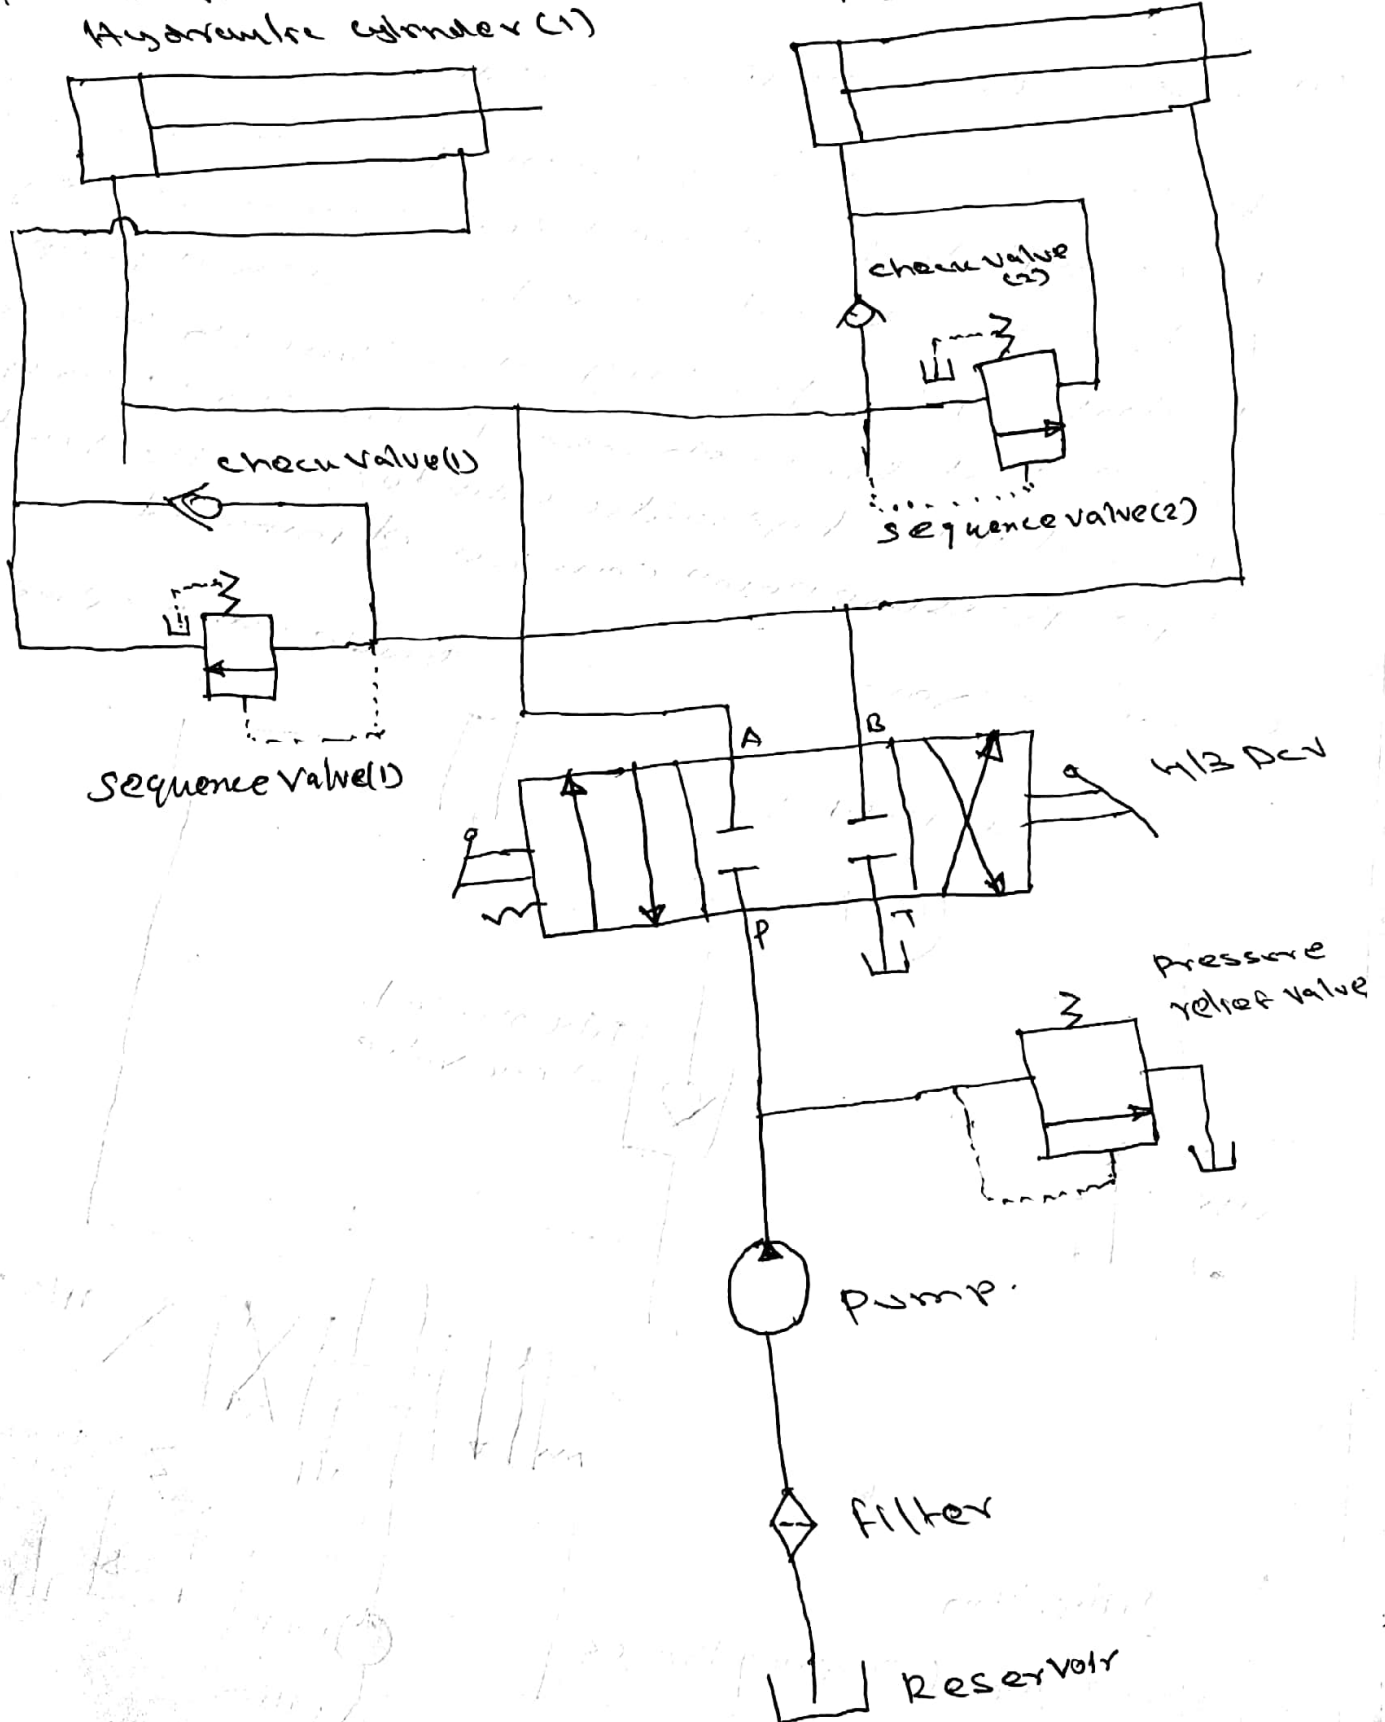 Hydraulic cylinder (1)
check valve
(2)
check valve(1)
sequence valve(2)
sequence valve(1)
A
B
4/3 DCV
P
T
pressure
relief valve
pump.
filter
Reservoir